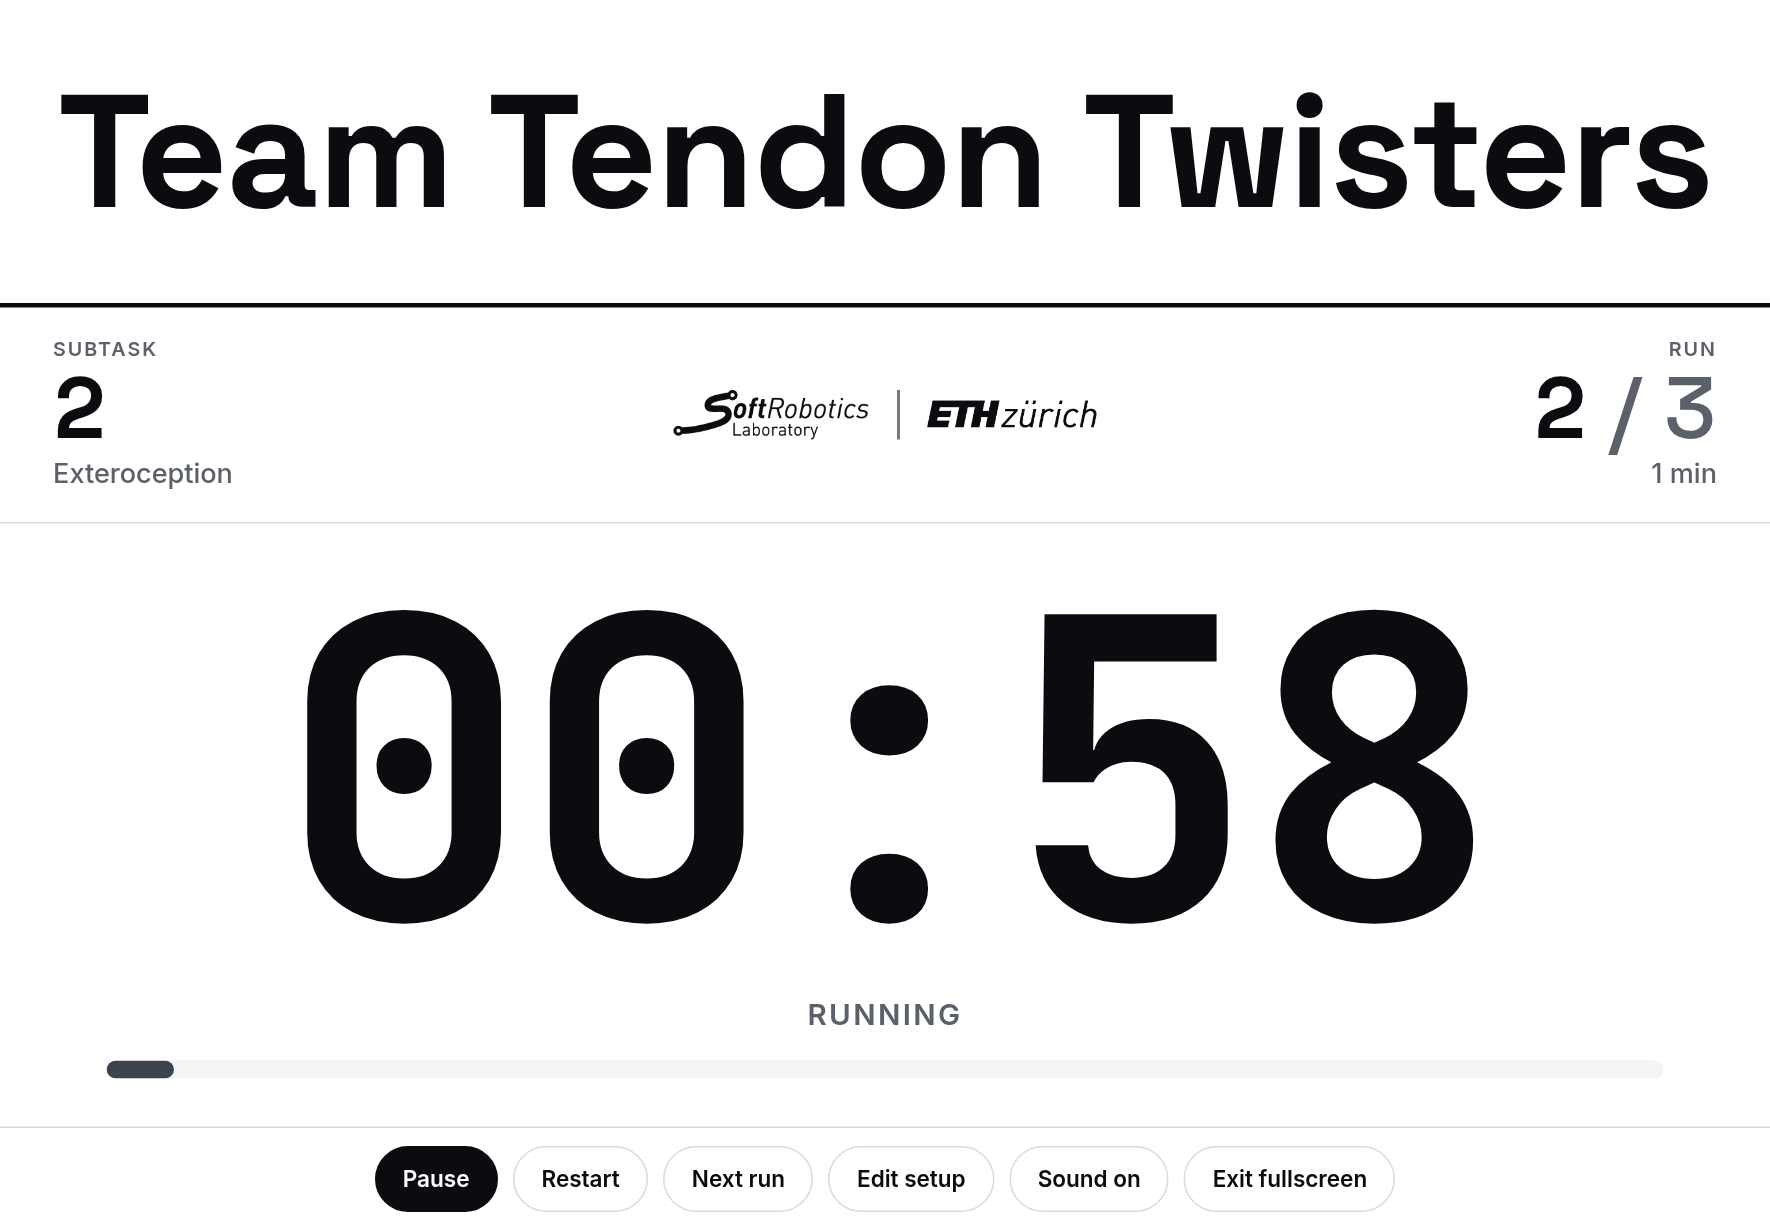 Team Tendon Twisters
SUBTASK
2
Exteroception
SoftRobotics
Laboratory
ETH zürich
RUN
2 / 3
1 min
00:58
RUNNING
Pause
Restart
Next run
Edit setup
Sound on
Exit fullscreen